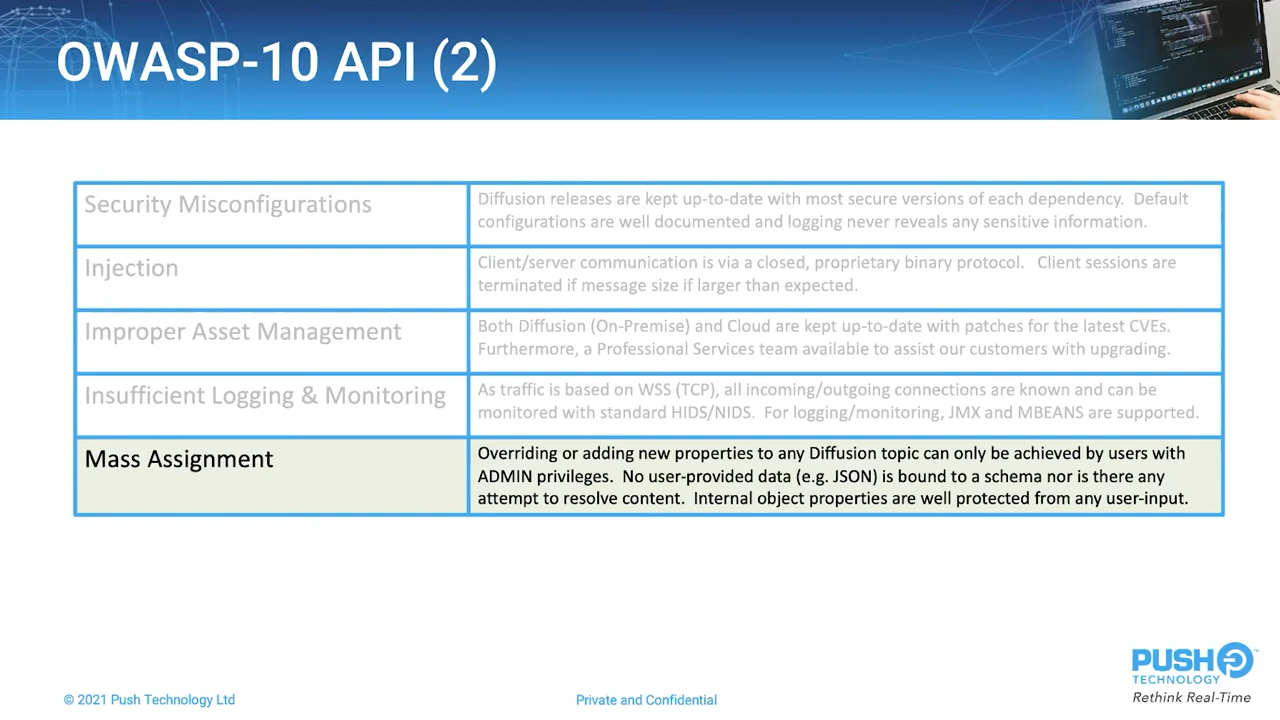 OWASP-10 API (2)
Security Misconfigurations
Diffusion releases are kept up-to-date with most secure versions of each dependency. Default
configurations are well documented and logging never reveals any sensitive information.
Injection
Client/server communication is via a closed, proprietary binary protocol. Client sessions are
terminated if message size if larger than expected.
Improper Asset Management
Both Diffusion (On-Premise) and Cloud are kept up-to-date with patches for the latest CVEs.
Furthermore, a Professional Services team available to assist our customers with upgrading.
Insufficient Logging & Monitoring
As traffic is based on WSS (TCP), all incoming/outgoing connections are known and can be
monitored with standard HIDS/NIDS. For logging/monitoring, JMX and MBEANS are supported.
Mass Assignment
Overriding or adding new properties to any Diffusion topic can only be achieved by users with
ADMIN privileges. No user-provided data (e.g. JSON) is bound to a schema nor is there any
attempt to resolve content. Internal object properties are well protected from any user-input.
PUSH
TECHNOLOGY
Rethink Real-Time
© 2021 Push Technology Ltd
Private and Confidential